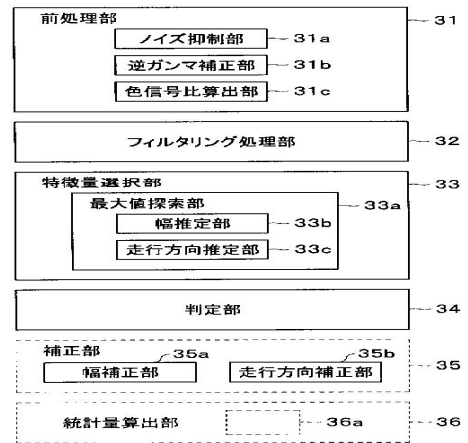 前処理部 31
ノイズ抑制部 31a
逆ガンマ補正部 31b
色信号比算出部 31c
フィルタリング処理部 32
特徴量選択部 33
最大値探索部 33a
幅推定部 33b
走行方向推定部 33c
判定部 34
補正部 35a 35b
幅補正部 走行方向補正部 35
統計量算出部 36a 36